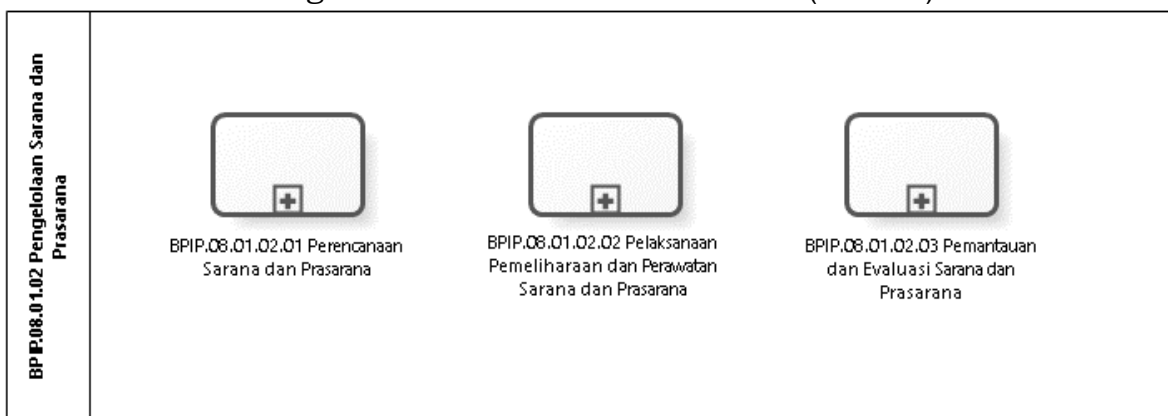 BPIP.08.01.02 Pengelolaan Sarana dan
Prasarana
BPIP.08.01.02.01 Perencanaan
Sarana dan Prasarana
BPIP.08.01.02.02 Pelaksanaan
Pemeliharaan dan Perawatan
Sarana dan Prasarana
BPIP.08.01.02.03 Pemantauan
dan Evaluasi Sarana dan
Prasarana